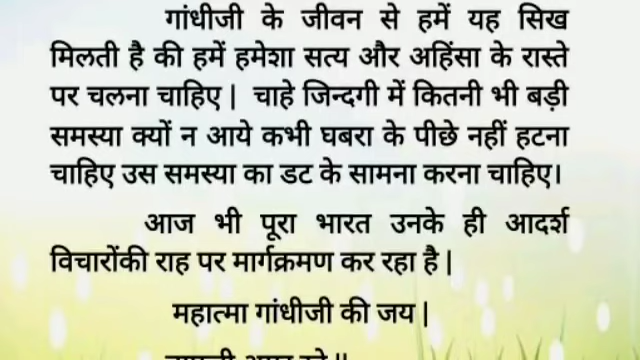 गांधीजी के जीवन से हमें यह सिख
मिलती है की हमें हमेशा सत्य और अहिंसा के रास्ते
पर चलना चाहिए | चाहे जिन्दगी में कितनी भी बड़ी
समस्या क्यों न आये कभी घबरा के पीछे नहीं हटना
चाहिए उस समस्या का डट के सामना करना चाहिए।
आज भी पूरा भारत उनके ही आदर्श
विचारोंकी राह पर मार्गक्रमण कर रहा है |
महात्मा गांधीजी की जय |